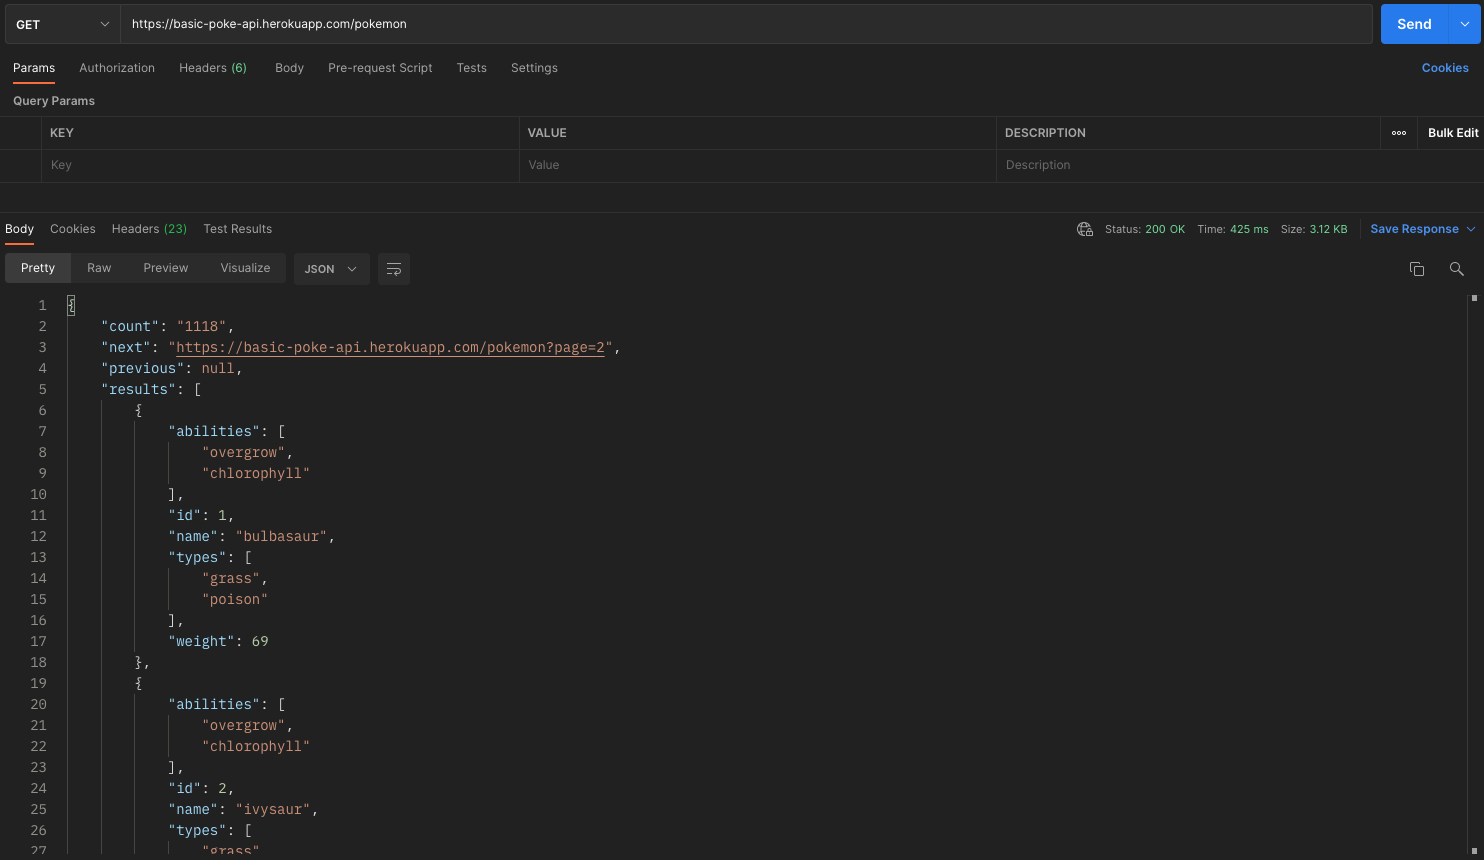 GET https://basic-poke-api.herokuapp.com/pokemon Send
Params Authorization Headers (6) Body Pre-request Script Tests Settings Cookies
Query Params
KEY VALUE DESCRIPTION Bulk Edit
Key Value Description
Body Cookies Headers (23) Test Results Status: 200 OK Time: 425 ms Size: 3.12 KB Save Response
Pretty Raw Preview Visualize JSON
1 {
2 "count": "1118",
3 "next": "https://basic-poke-api.herokuapp.com/pokemon?page=2",
4 "previous": null,
5 "results": [
6 {
7 "abilities": [
8 "overgrow",
9 "chlorophyll"
10 ],
11 "id": 1,
12 "name": "bulbasaur",
13 "types": [
14 "grass",
15 "poison"
16 ],
17 "weight": 69
18 },
19 {
20 "abilities": [
21 "overgrow",
22 "chlorophyll"
23 ],
24 "id": 2,
25 "name": "ivysaur",
26 "types": [
27 "grass"